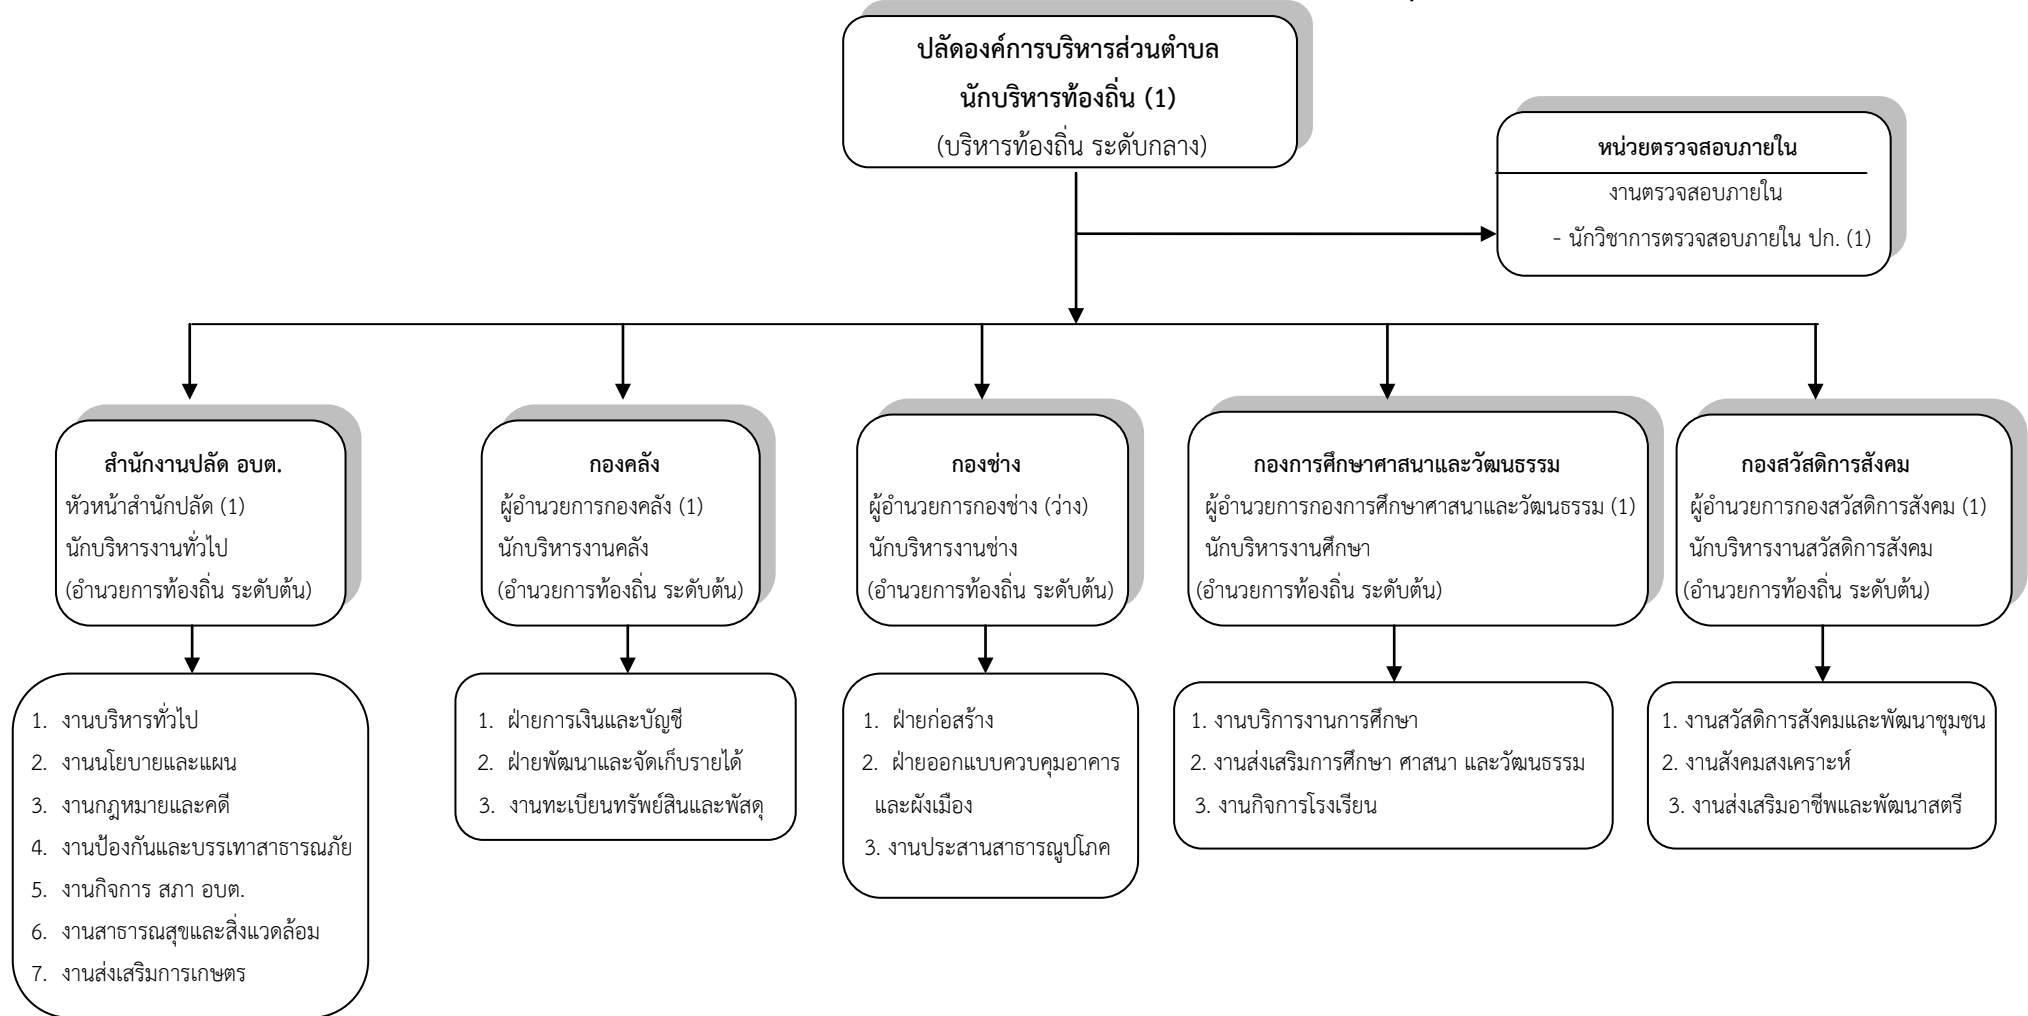 ปลัดองค์การบริหารส่วนตำบล
นักบริหารท้องถิ่น (1)
(บริหารท้องถิ่น ระดับกลาง)
หน่วยตรวจสอบภายใน
งานตรวจสอบภายใน
- นักวิชาการตรวจสอบภายใน ปก. (1)
สำนักงานปลัด อบต.
หัวหน้าสำนักปลัด (1)
นักบริหารงานทั่วไป
(อำนวยการท้องถิ่น ระดับต้น)
กองคลัง
ผู้อำนวยการกองคลัง (1)
นักบริหารงานคลัง
(อำนวยการท้องถิ่น ระดับต้น)
กองช่าง
ผู้อำนวยการกองช่าง (ว่าง)
นักบริหารงานช่าง
(อำนวยการท้องถิ่น ระดับต้น)
กองการศึกษาศาสนาและวัฒนธรรม
ผู้อำนวยการกองการศึกษาศาสนาและวัฒนธรรม (1)
นักบริหารงานศึกษา
(อำนวยการท้องถิ่น ระดับต้น)
กองสวัสดิการสังคม
ผู้อำนวยการกองสวัสดิการสังคม (1)
นักบริหารงานสวัสดิการสังคม
(อำนวยการท้องถิ่น ระดับต้น)
1. งานบริหารทั่วไป
2. งานนโยบายและแผน
3. งานกฎหมายและคดี
4. งานป้องกันและบรรเทาสาธารณภัย
5. งานกิจการ สภา อบต.
6. งานสาธารณสุขและสิ่งแวดล้อม
7. งานส่งเสริมการเกษตร
1. ฝ่ายการเงินและบัญชี
2. ฝ่ายพัฒนาและจัดเก็บรายได้
3. งานทะเบียนทรัพย์สินและพัสดุ
1. ฝ่ายก่อสร้าง
2. ฝ่ายออกแบบควบคุมอาคาร
และผังเมือง
3. งานประสานสาธารณูปโภค
1. งานบริการงานการศึกษา
2. งานส่งเสริมการศึกษา ศาสนา และวัฒนธรรม
3. งานกิจการโรงเรียน
1. งานสวัสดิการสังคมและพัฒนาชุมชน
2. งานสังคมสงเคราะห์
3. งานส่งเสริมอาชีพและพัฒนาสตรี